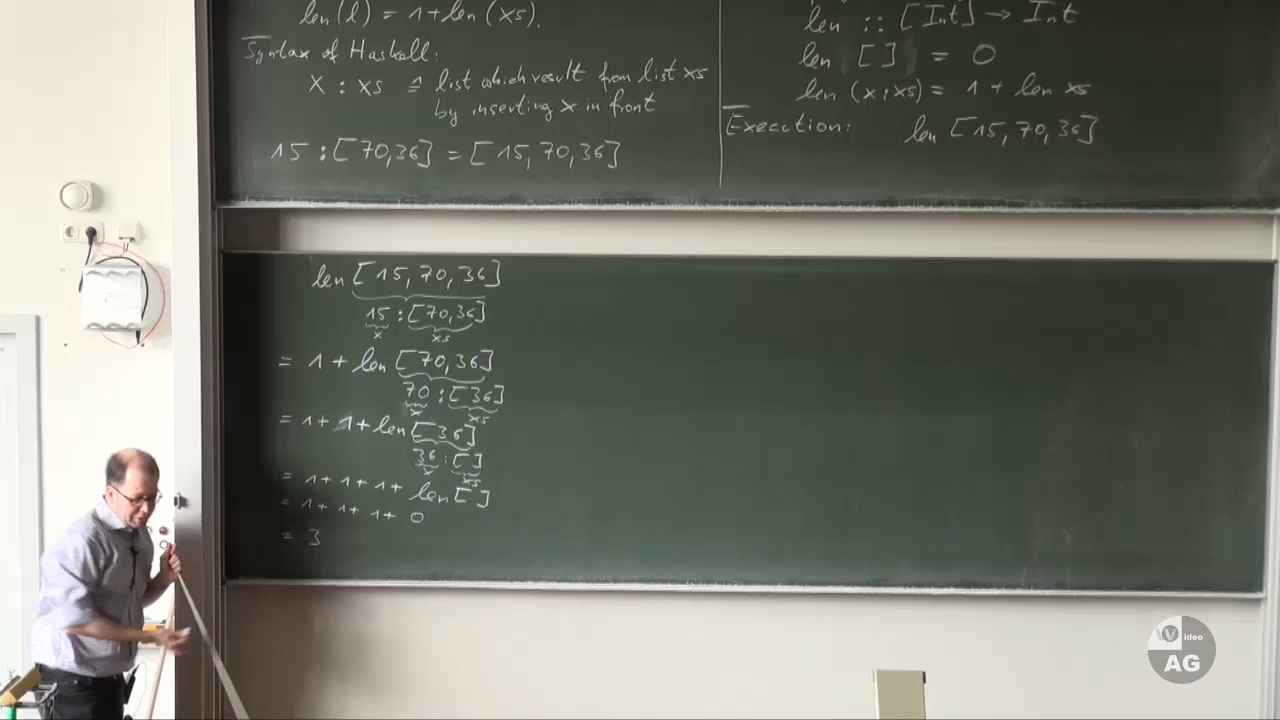 len(l) = 1+len(xs).
Syntax of Haskell:
x : xs ≙ list which result from list xs
by inserting x in front
15 : [70,36] = [15, 70, 36]
len :: [Int] → Int
len [] = 0
len (x:xs) = 1 + len xs
Execution: len [15, 70, 36]
len [15, 70, 36]
15 : [70,36]
x xs
= 1 + len [70,36]
70 : [36]
x xs
= 1+ 1+len [36]
36 : []
x xs
= 1+ 1+ 1+ len []
= 1+ 1+ 1+ 0
= 3
Video
AG